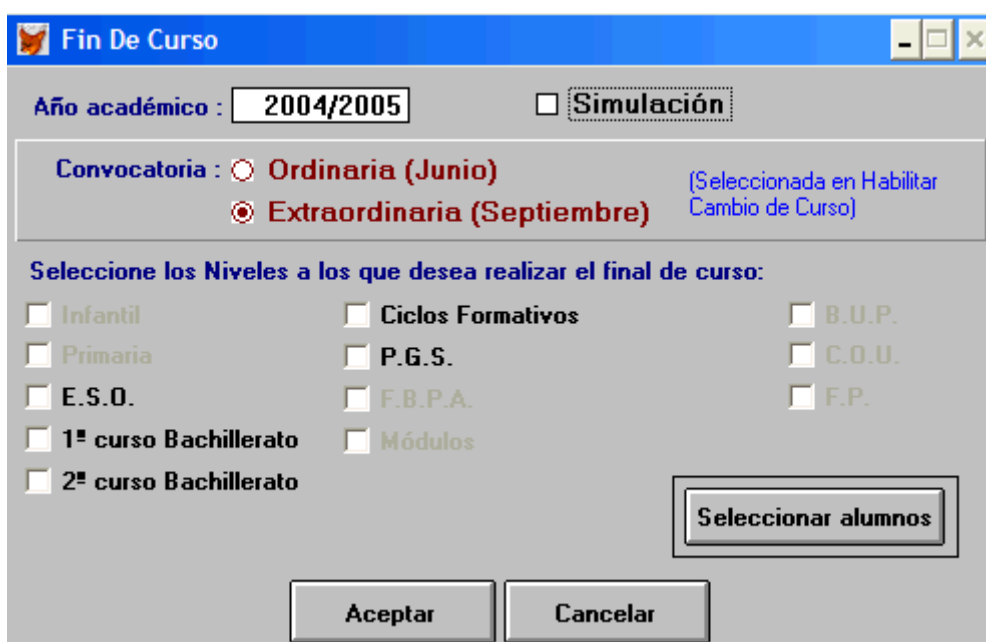 Fin De Curso
Año académico : 2004/2005 Simulación
Convocatoria : Ordinaria (Junio)
Extraordinaria (Septiembre)
(Seleccionada en Habilitar
Cambio de Curso)
Seleccione los Niveles a los que desea realizar el final de curso:
Infantil Ciclos Formativos B.U.P.
Primaria P.G.S. C.O.U.
E.S.O. F.B.P.A. F.P.
1º curso Bachillerato Módulos
2º curso Bachillerato
Seleccionar alumnos
Aceptar Cancelar